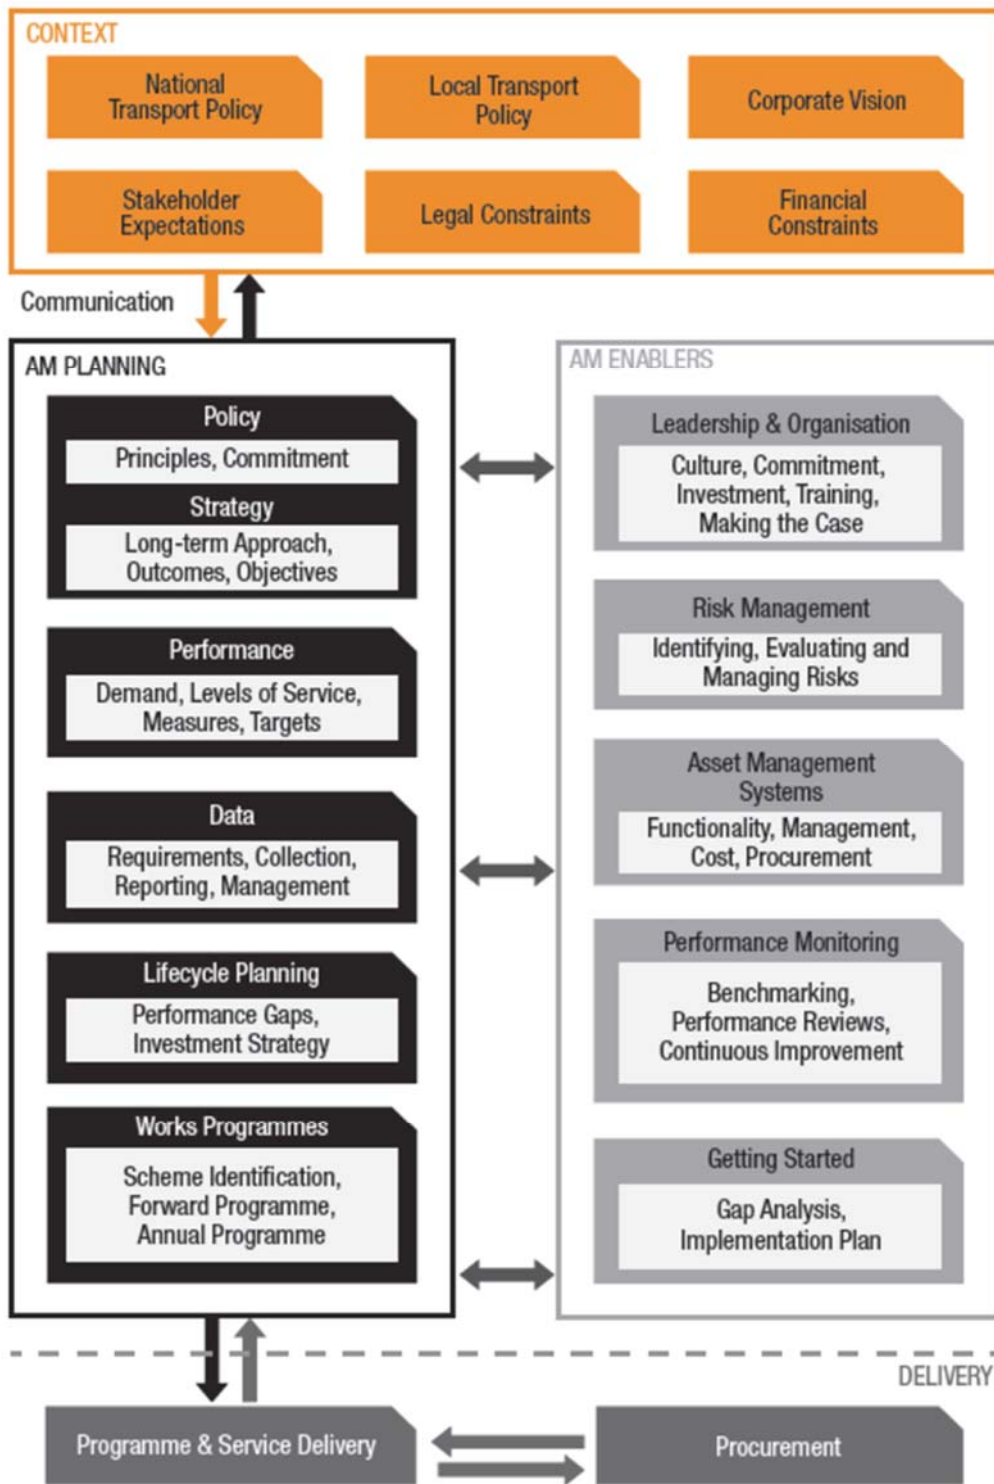 CONTEXT
National
Transport Policy
Local Transport
Policy
Corporate Vision
Stakeholder
Expectations
Legal Constraints
Financial
Constraints
Communication
AM PLANNING
Policy
Principles, Commitment
Strategy
Long-term Approach,
Outcomes, Objectives
Performance
Demand, Levels of Service,
Measures, Targets
Data
Requirements, Collection,
Reporting, Management
Lifecycle Planning
Performance Gaps,
Investment Strategy
Works Programmes
Scheme Identification,
Forward Programme,
Annual Programme
AM ENABLERS
Leadership & Organisation
Culture, Commitment,
Investment, Training,
Making the Case
Risk Management
Identifying, Evaluating and
Managing Risks
Asset Management
Systems
Functionality, Management,
Cost, Procurement
Performance Monitoring
Benchmarking,
Performance Reviews,
Continuous Improvement
Getting Started
Gap Analysis,
Implementation Plan
DELIVERY
Programme & Service Delivery
Procurement